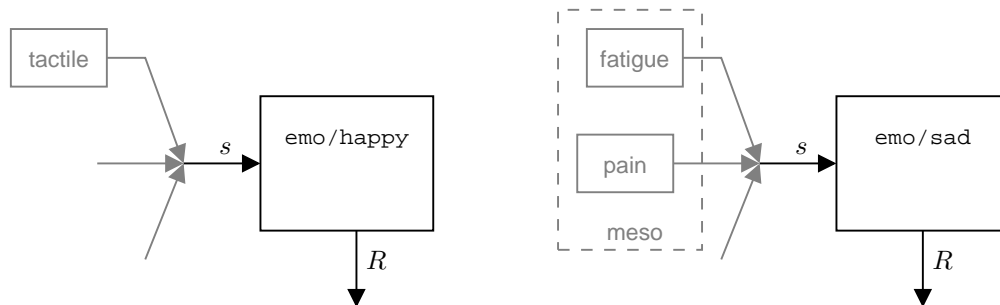 tactile
s
emo/happy
R
fatigue
pain
meso
s
emo/sad
R